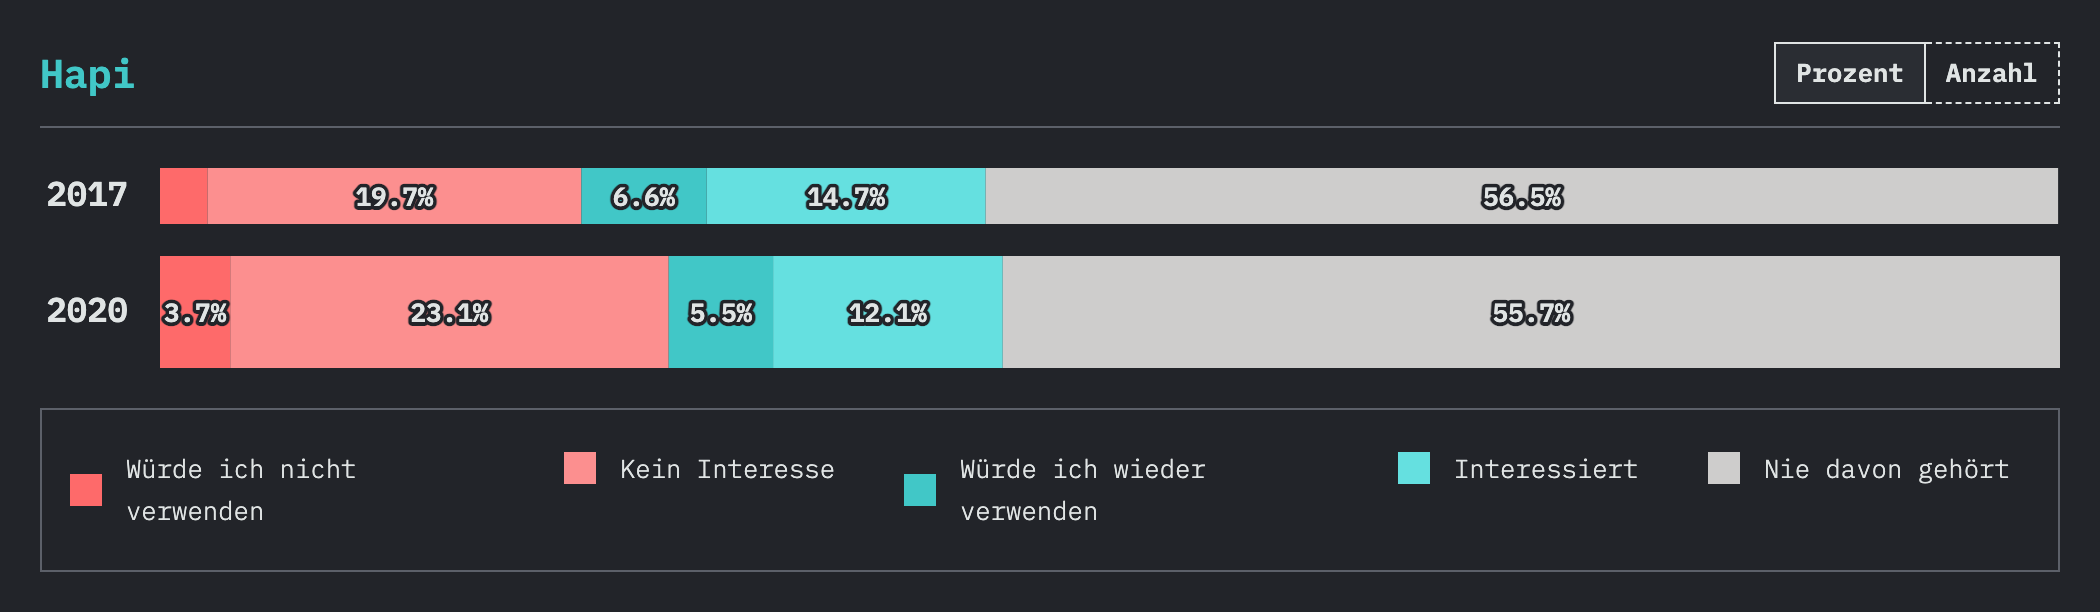 Hapi
Prozent Anzahl
2017 19.7% 6.6% 14.7% 56.5%
2020 3.7% 23.1% 5.5% 12.1% 55.7%
Würde ich nicht
verwenden
Kein Interesse
Würde ich wieder
verwenden
Interessiert
Nie davon gehört